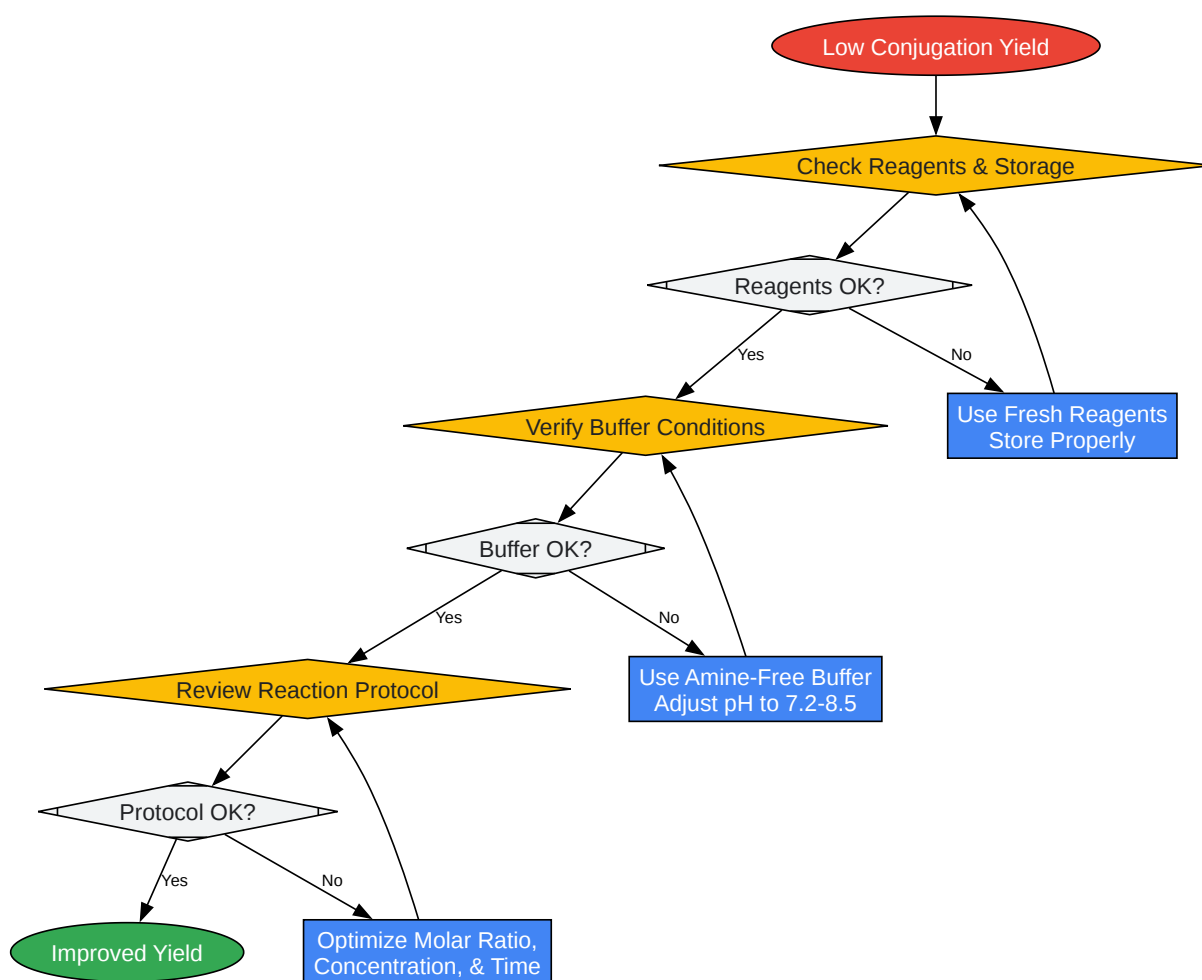 Low Conjugation Yield
Check Reagents & Storage
Reagents OK?
Yes
No
Use Fresh Reagents
Store Properly
Verify Buffer Conditions
Buffer OK?
Yes
No
Use Amine-Free Buffer
Adjust pH to 7.2-8.5
Review Reaction Protocol
Protocol OK?
Yes
No
Improved Yield
Optimize Molar Ratio,
Concentration, & Time